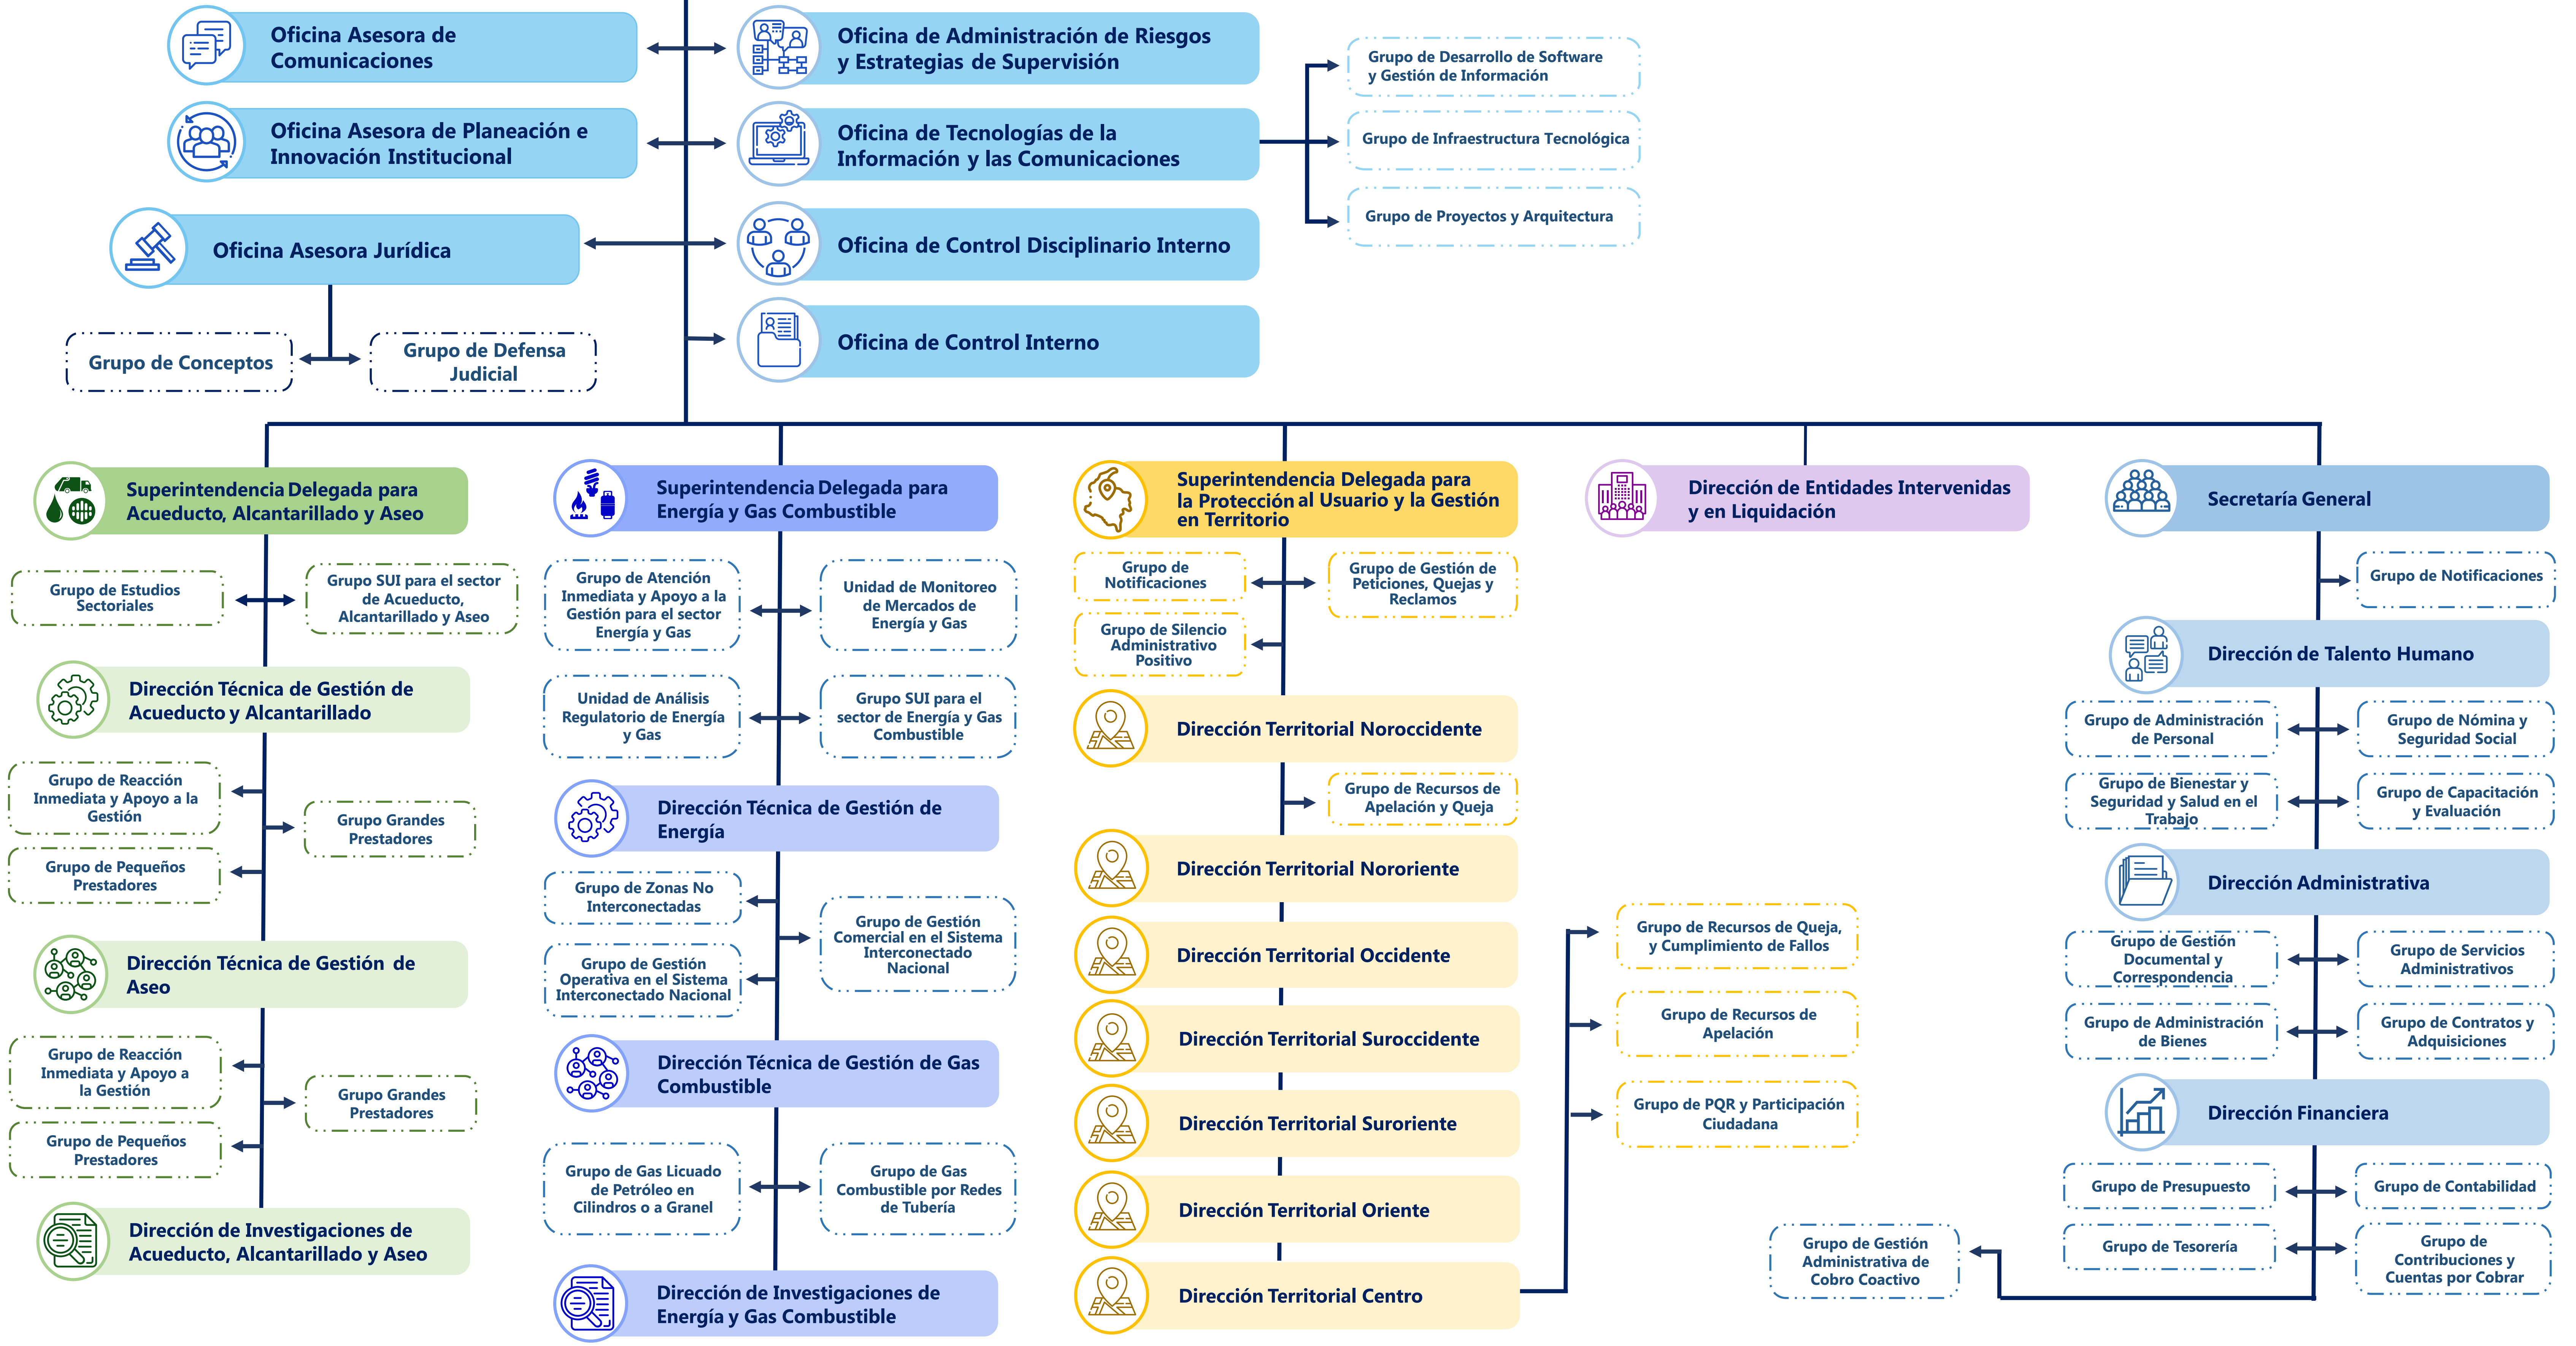 Oficina Asesora de
Comunicaciones
Oficina de Administración de Riesgos
y Estrategias de Supervisión
Grupo de Desarrollo de Software
y Gestión de Información
Oficina Asesora de Planeación e
Innovación Institucional
Oficina de Tecnologías de la
Información y las Comunicaciones
Grupo de Infraestructura Tecnológica
Grupo de Proyectos y Arquitectura
Oficina Asesora Jurídica
Oficina de Control Disciplinario Interno
Grupo de Conceptos
Grupo de Defensa
Judicial
Oficina de Control Interno
Superintendencia Delegada para
Acueducto, Alcantarillado y Aseo
Grupo de Estudios
Sectoriales
Grupo SUI para el sector
de Acueducto,
Alcantarillado y Aseo
Dirección Técnica de Gestión de
Acueducto y Alcantarillado
Grupo de Reacción
Inmediata y Apoyo a la
Gestión
Grupo Grandes
Prestadores
Grupo de Pequeños
Prestadores
Dirección Técnica de Gestión de
Aseo
Grupo de Reacción
Inmediata y Apoyo a
la Gestión
Grupo Grandes
Prestadores
Grupo de Pequeños
Prestadores
Dirección de Investigaciones de
Acueducto, Alcantarillado y Aseo
Superintendencia Delegada para
Energía y Gas Combustible
Grupo de Atención
Inmediata y Apoyo a la
Gestión para el sector
Energía y Gas
Unidad de Monitoreo
de Mercados de
Energía y Gas
Unidad de Análisis
Regulatorio de Energía
y Gas
Grupo SUI para el
sector de Energía y Gas
Combustible
Dirección Técnica de Gestión de
Energía
Grupo de Zonas No
Interconectadas
Grupo de Gestión
Comercial en el Sistema
Interconectado
Nacional
Grupo de Gestión
Operativa en el Sistema
Interconectado Nacional
Dirección Técnica de Gestión de Gas
Combustible
Grupo de Gas Licuado
de Petróleo en
Cilindros o a Granel
Grupo de Gas
Combustible por Redes
de Tubería
Dirección de Investigaciones de
Energía y Gas Combustible
Superintendencia Delegada para
la Protección al Usuario y la Gestión
en Territorio
Grupo de
Notificaciones
Grupo de Gestión de
Peticiones, Quejas y
Reclamos
Grupo de Silencio
Administrativo
Positivo
Dirección Territorial Noroccidente
Grupo de Recursos de
Apelación y Queja
Dirección Territorial Nororiente
Dirección Territorial Occidente
Dirección Territorial Suroccidente
Dirección Territorial Suroriente
Dirección Territorial Oriente
Dirección Territorial Centro
Grupo de Recursos de Queja,
y Cumplimiento de Fallos
Grupo de Recursos de
Apelación
Grupo de PQR y Participación
Ciudadana
Dirección de Entidades Intervenidas
y en Liquidación
Secretaría General
Grupo de Notificaciones
Dirección de Talento Humano
Grupo de Administración
de Personal
Grupo de Nómina y
Seguridad Social
Grupo de Bienestar y
Seguridad y Salud en el
Trabajo
Grupo de Capacitación
y Evaluación
Dirección Administrativa
Grupo de Gestión
Documental y
Correspondencia
Grupo de Servicios
Administrativos
Grupo de Administración
de Bienes
Grupo de Contratos y
Adquisiciones
Dirección Financiera
Grupo de Presupuesto
Grupo de Contabilidad
Grupo de Tesorería
Grupo de
Contribuciones y
Cuentas por Cobrar
Grupo de Gestión
Administrativa de
Cobro Coactivo